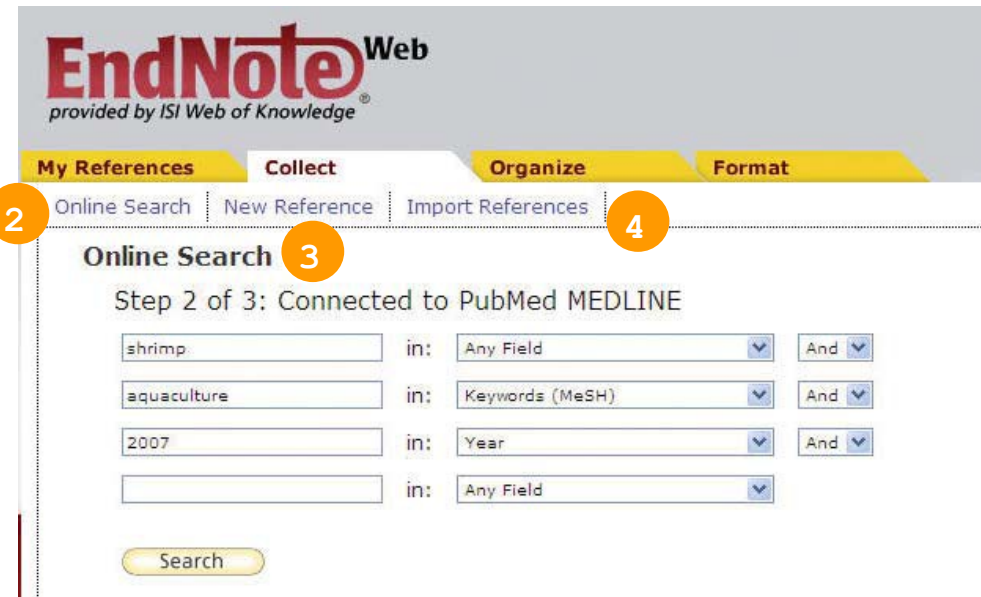 EndNote Web
®
provided by ISI Web of Knowledge
My References Collect Organize Format
2 Online Search New Reference Import References 4
Online Search 3
Step 2 of 3: Connected to PubMed MEDLINE
shrimp in: Any Field And
aquaculture in: Keywords (MeSH) And
2007 in: Year And
in: Any Field
Search